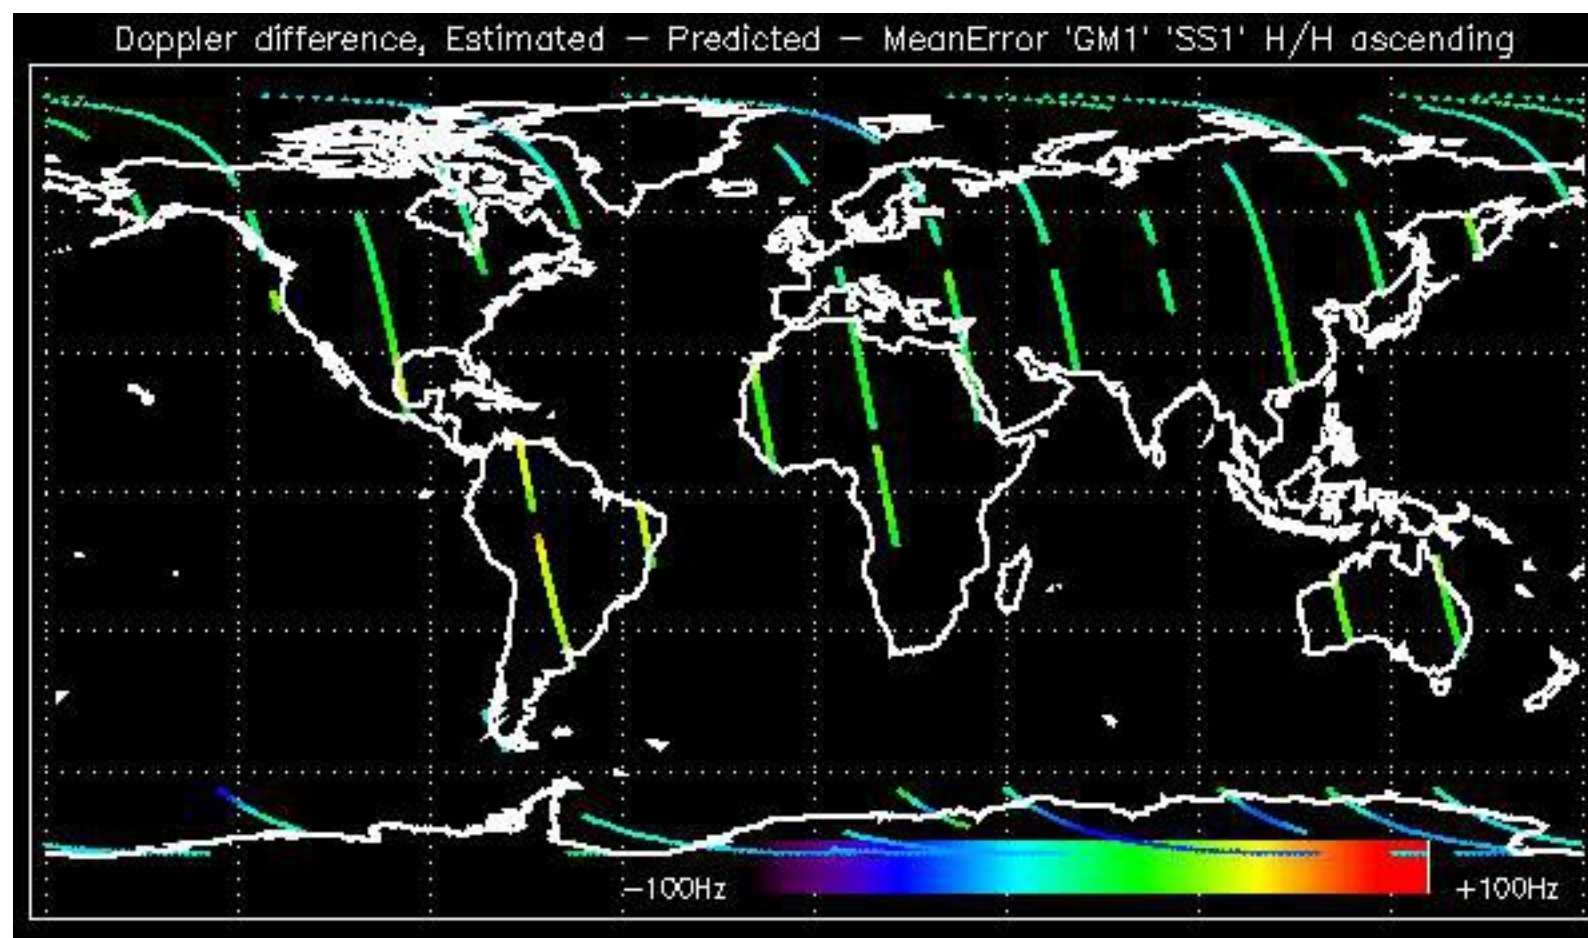 Doppler difference, Estimated — Predicted — MeanError 'GM1' 'SS1' H/H ascending
−100Hz
+100Hz